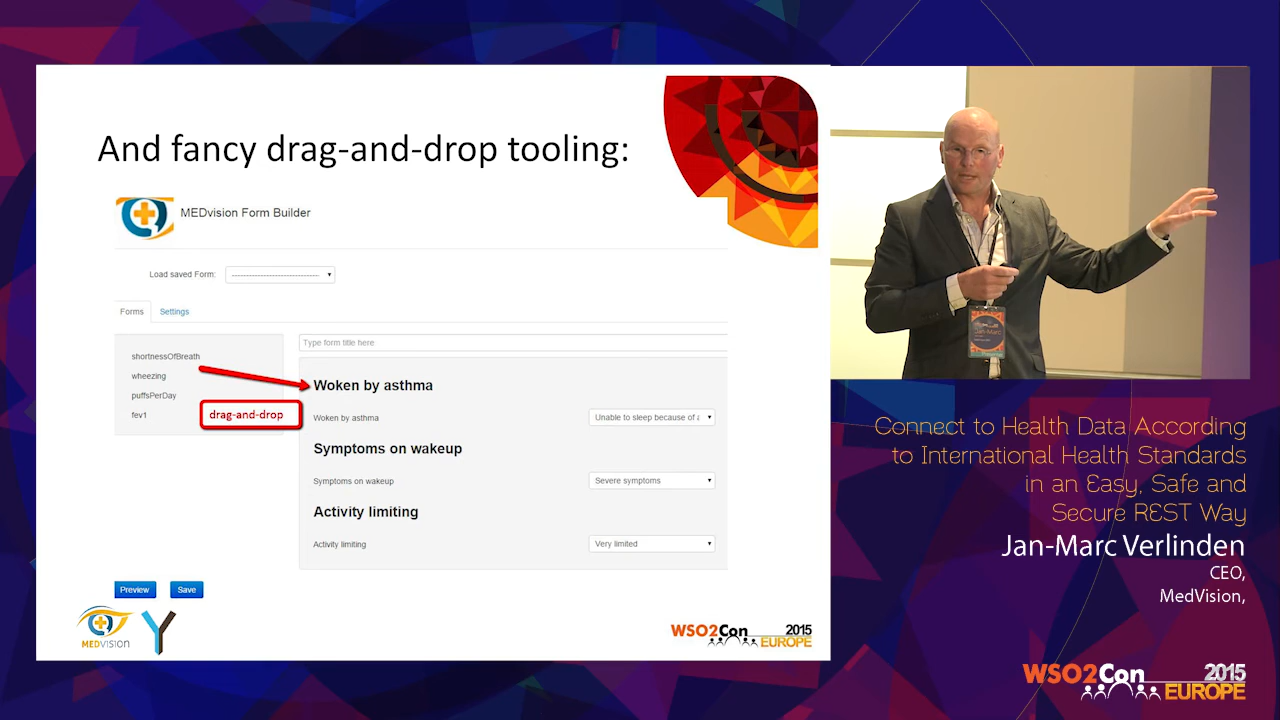 And fancy drag-and-drop tooling:
MEDvision Form Builder
Load saved Form:
Forms Settings
shortnessOfBreath
wheezing
puffsPerDay
fev1
drag-and-drop
Type form title here
Woken by asthma
Woken by asthma Unable to sleep because of a
Symptoms on wakeup
Symptoms on wakeup Severe symptoms
Activity limiting
Activity limiting Very limited
Preview Save
MEDVISION
WSO2Con 2015
EUROPE
Jan-Marc
Connect to Health Data According
to International Health Standards
in an Easy, Safe and
Secure REST Way
Jan-Marc Verlinden
CEO,
MedVision,
WSO2Con 2015
EUROPE